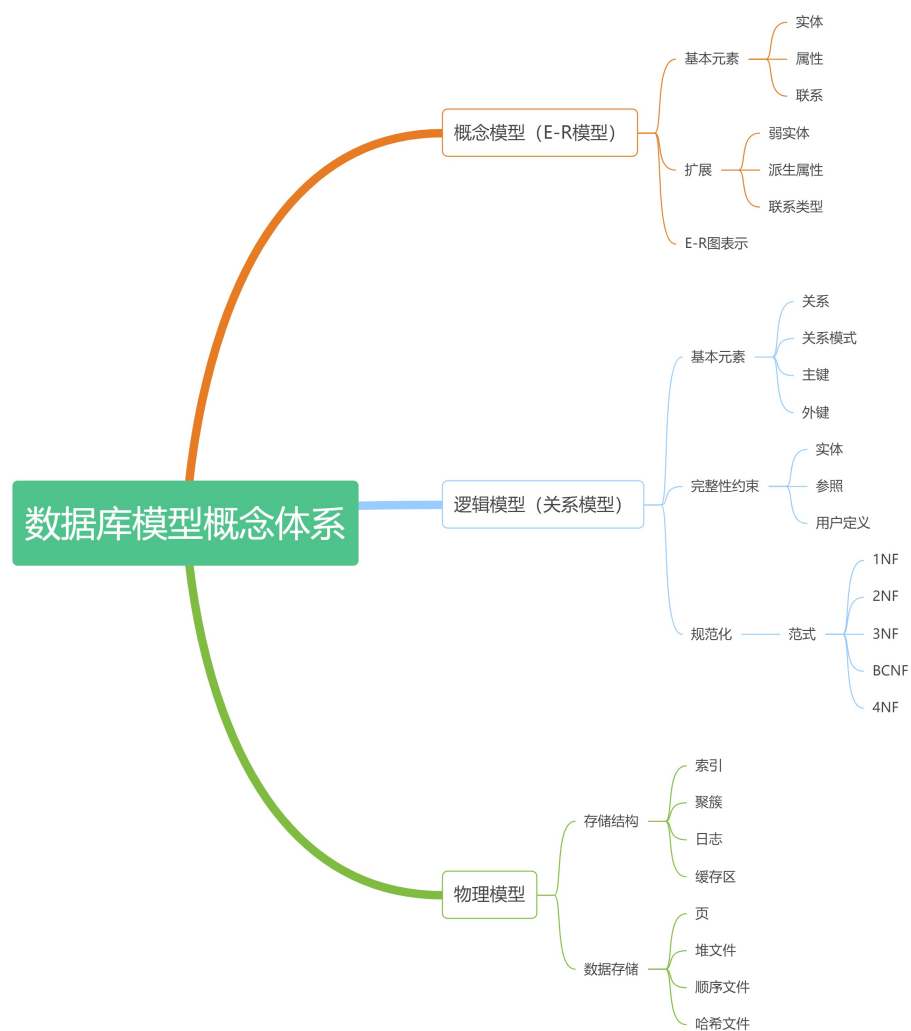 数据库模型概念体系
概念模型（E-R模型）
基本元素
实体
属性
联系
扩展
弱实体
派生属性
联系类型
E-R图表示
逻辑模型（关系模型）
基本元素
关系
关系模式
主键
外键
完整性约束
实体
参照
用户定义
规范化
范式
1NF
2NF
3NF
BCNF
4NF
物理模型
存储结构
索引
聚簇
日志
缓存区
数据存储
页
堆文件
顺序文件
哈希文件